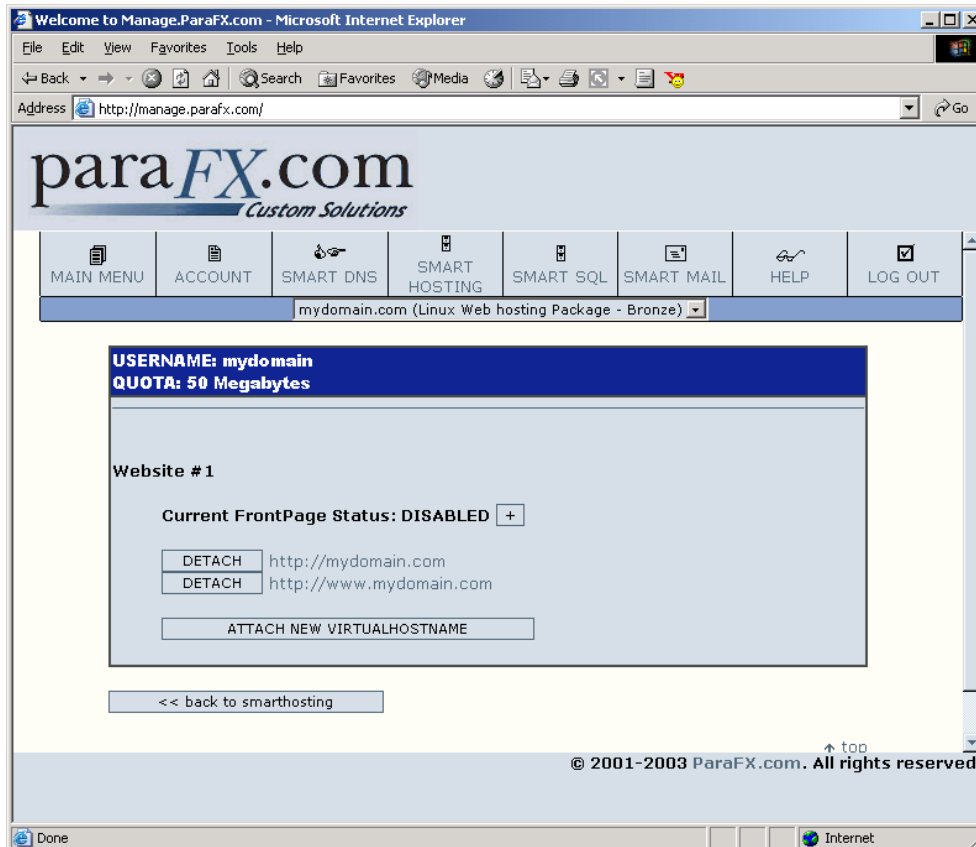 Welcome to Manage.ParaFX.com - Microsoft Internet Explorer
File Edit View Favorites Tools Help
Back Search Favorites Media
Address http://manage.parafx.com/ Go
paraFX.com
Custom Solutions
MAIN MENU ACCOUNT SMART DNS SMART HOSTING SMART SQL SMART MAIL HELP LOG OUT
mydomain.com (Linux Web hosting Package - Bronze)
USERNAME: mydomain
QUOTA: 50 Megabytes
Website #1
Current FrontPage Status: DISABLED +
DETACH http://mydomain.com
DETACH http://www.mydomain.com
ATTACH NEW VIRTUALHOSTNAME
<< back to smarthosting
top
© 2001-2003 ParaFX.com. All rights reserved
Done Internet